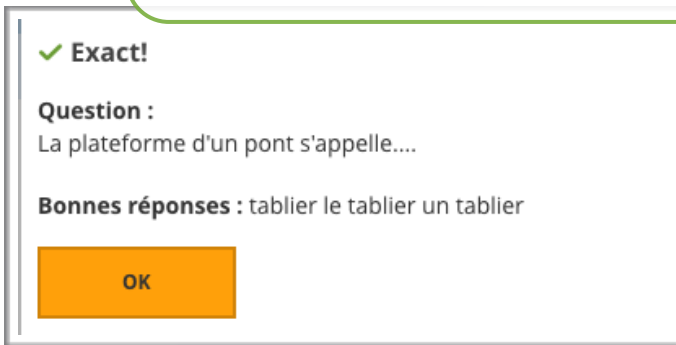 ✓ Exact!
Question :
La plateforme d'un pont s'appelle....
Bonnes réponses : tablier le tablier un tablier
OK